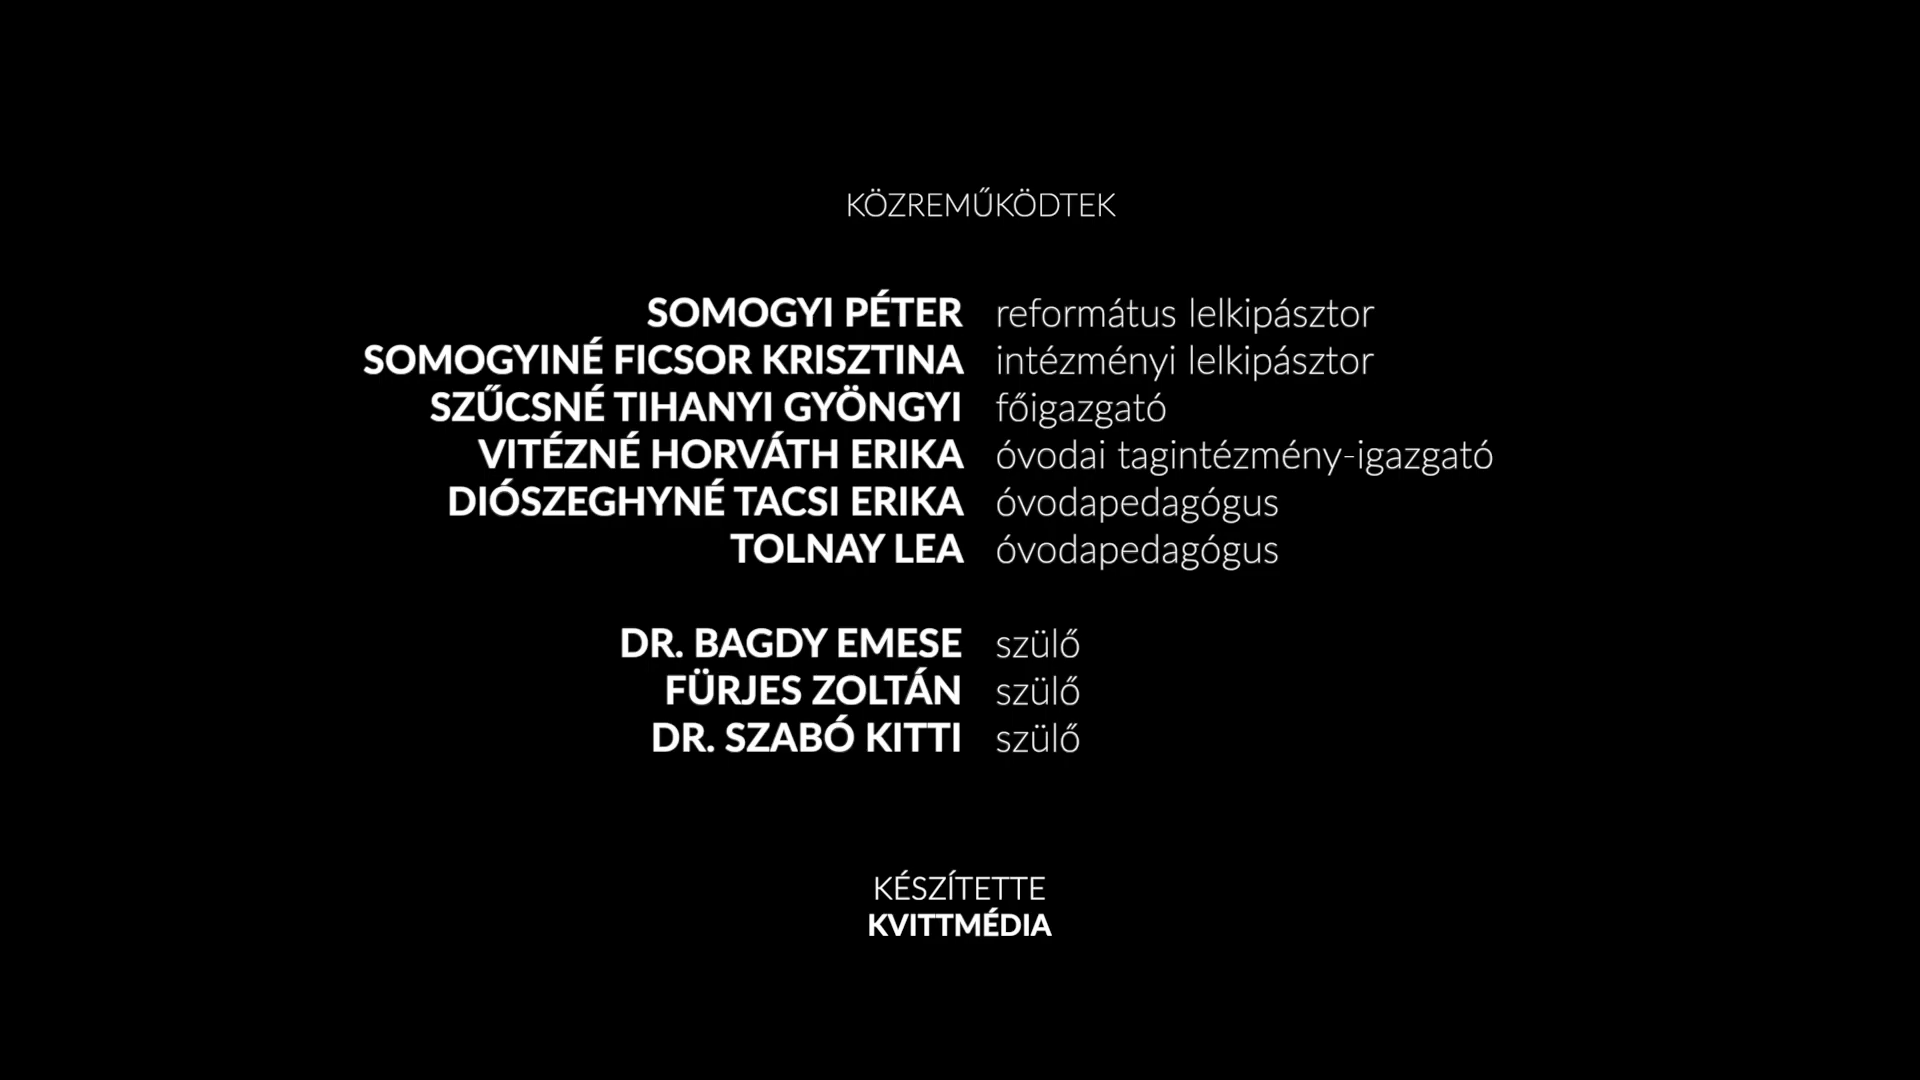 KÖZREMŰKÖDTEK
SOMOGYI PÉTER református lelkipásztor
SOMOGYINÉ FICSOR KRISZTINA intézményi lelkipásztor
SZŰCSNÉ TIHANYI GYÖNGYI főigazgató
VITÉZNÉ HORVÁTH ERIKA óvodai tagintézmény-igazgató
DIÓSZEGHYNÉ TACSI ERIKA óvodapedagógus
TOLNAY LEA óvodapedagógus
DR. BAGDY EMESE szülő
FÜRJES ZOLTÁN szülő
DR. SZABÓ KITTI szülő
KÉSZÍTETTE
KVITTMÉDIA